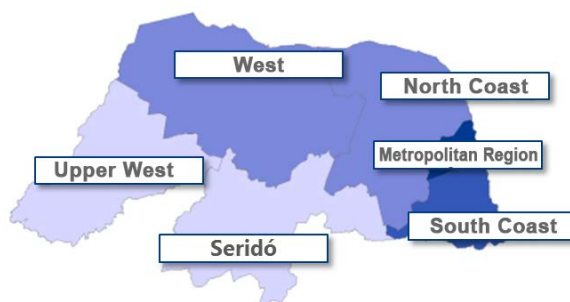 West
North Coast
Metropolitan Region
Upper West
South Coast
Seridó